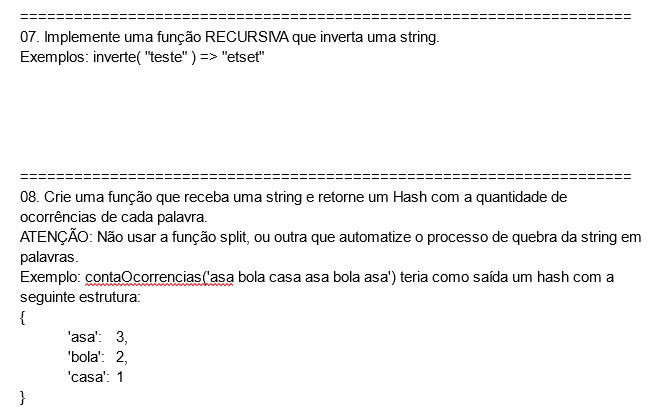 ====================================================================
07. Implemente uma função RECURSIVA que inverta uma string.
Exemplos: inverte( "teste" ) => "etset"
====================================================================
08. Crie uma função que receba uma string e retorne um Hash com a quantidade de
ocorrências de cada palavra.
ATENÇÃO: Não usar a função split, ou outra que automatize o processo de quebra da string em
palavras.
Exemplo: contaOcorrencias('asa bola casa asa bola asa') teria como saída um hash com a
seguinte estrutura:
{
'asa': 3,
'bola': 2,
'casa': 1
}